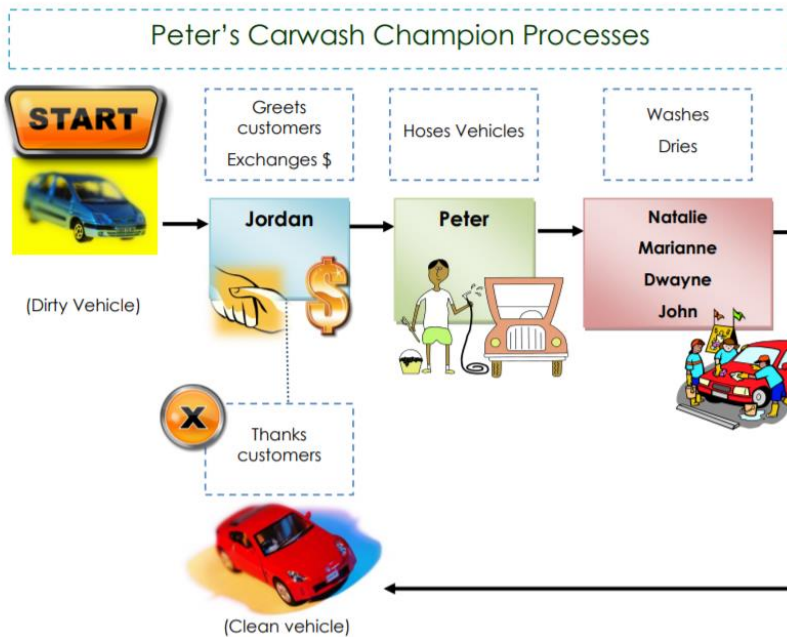 Peter's Carwash Champion Processes
START
Greets
customers
Exchanges $
Hoses Vehicles
Washes
Dries
Jordan
Peter
Natalie
Marianne
Dwayne
John
$
(Dirty Vehicle)
X
Thanks
customers
(Clean vehicle)